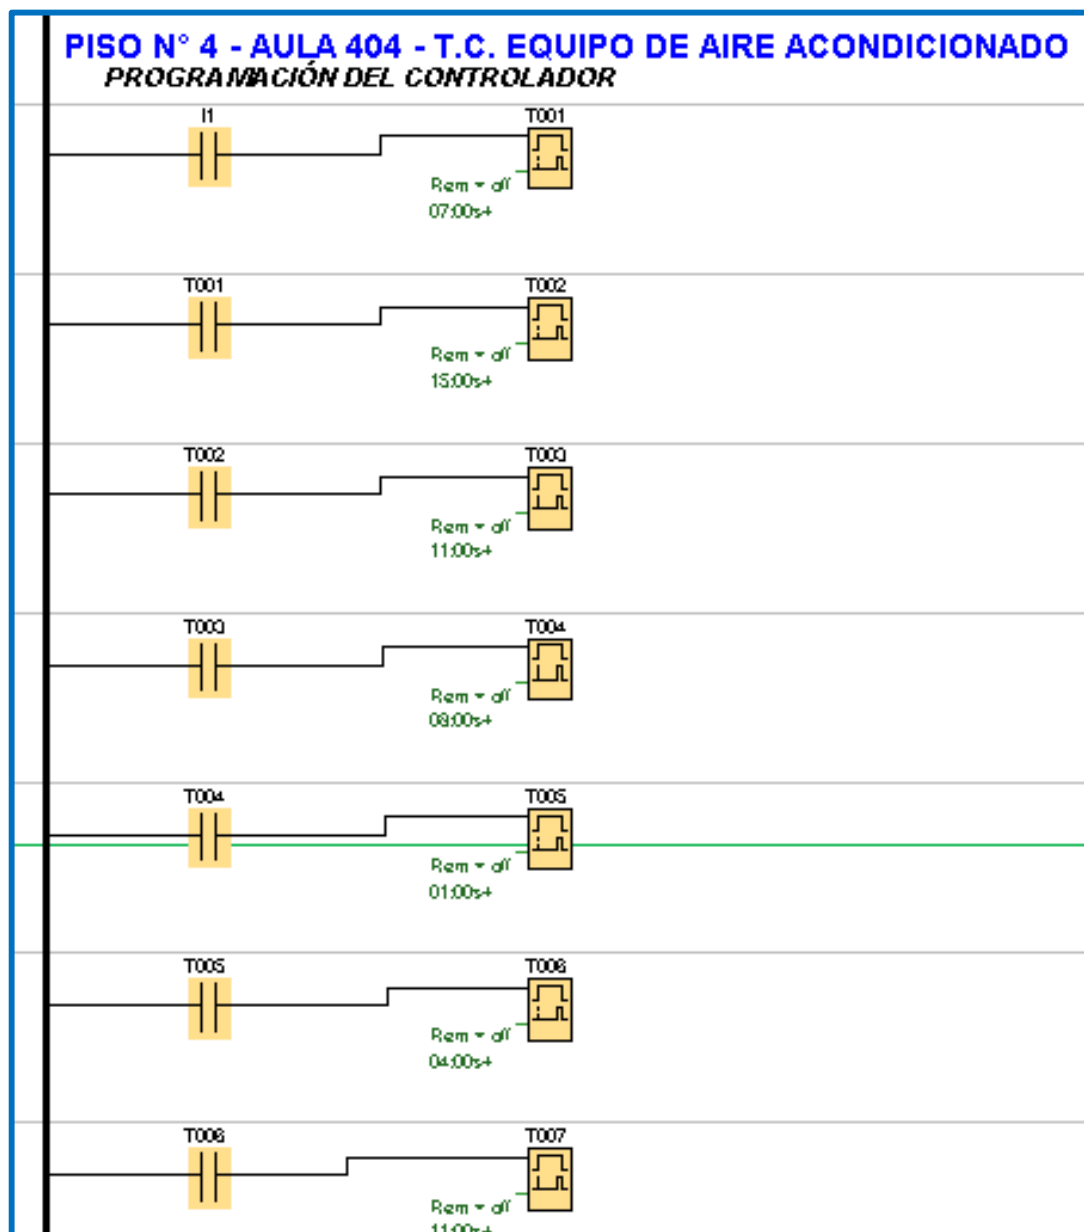 PISO N° 4 - AULA 404 - T.C. EQUIPO DE AIRE ACONDICIONADO
PROGRAMACIÓN DEL CONTROLADOR
I1 T001
Rem = off
07:00s+
T001 T002
Rem = off
15:00s+
T002 T003
Rem = off
11:00s+
T003 T004
Rem = off
08:00s+
T004 T005
Rem = off
01:00s+
T005 T006
Rem = off
04:00s+
T006 T007
Rem = off
11:00s+